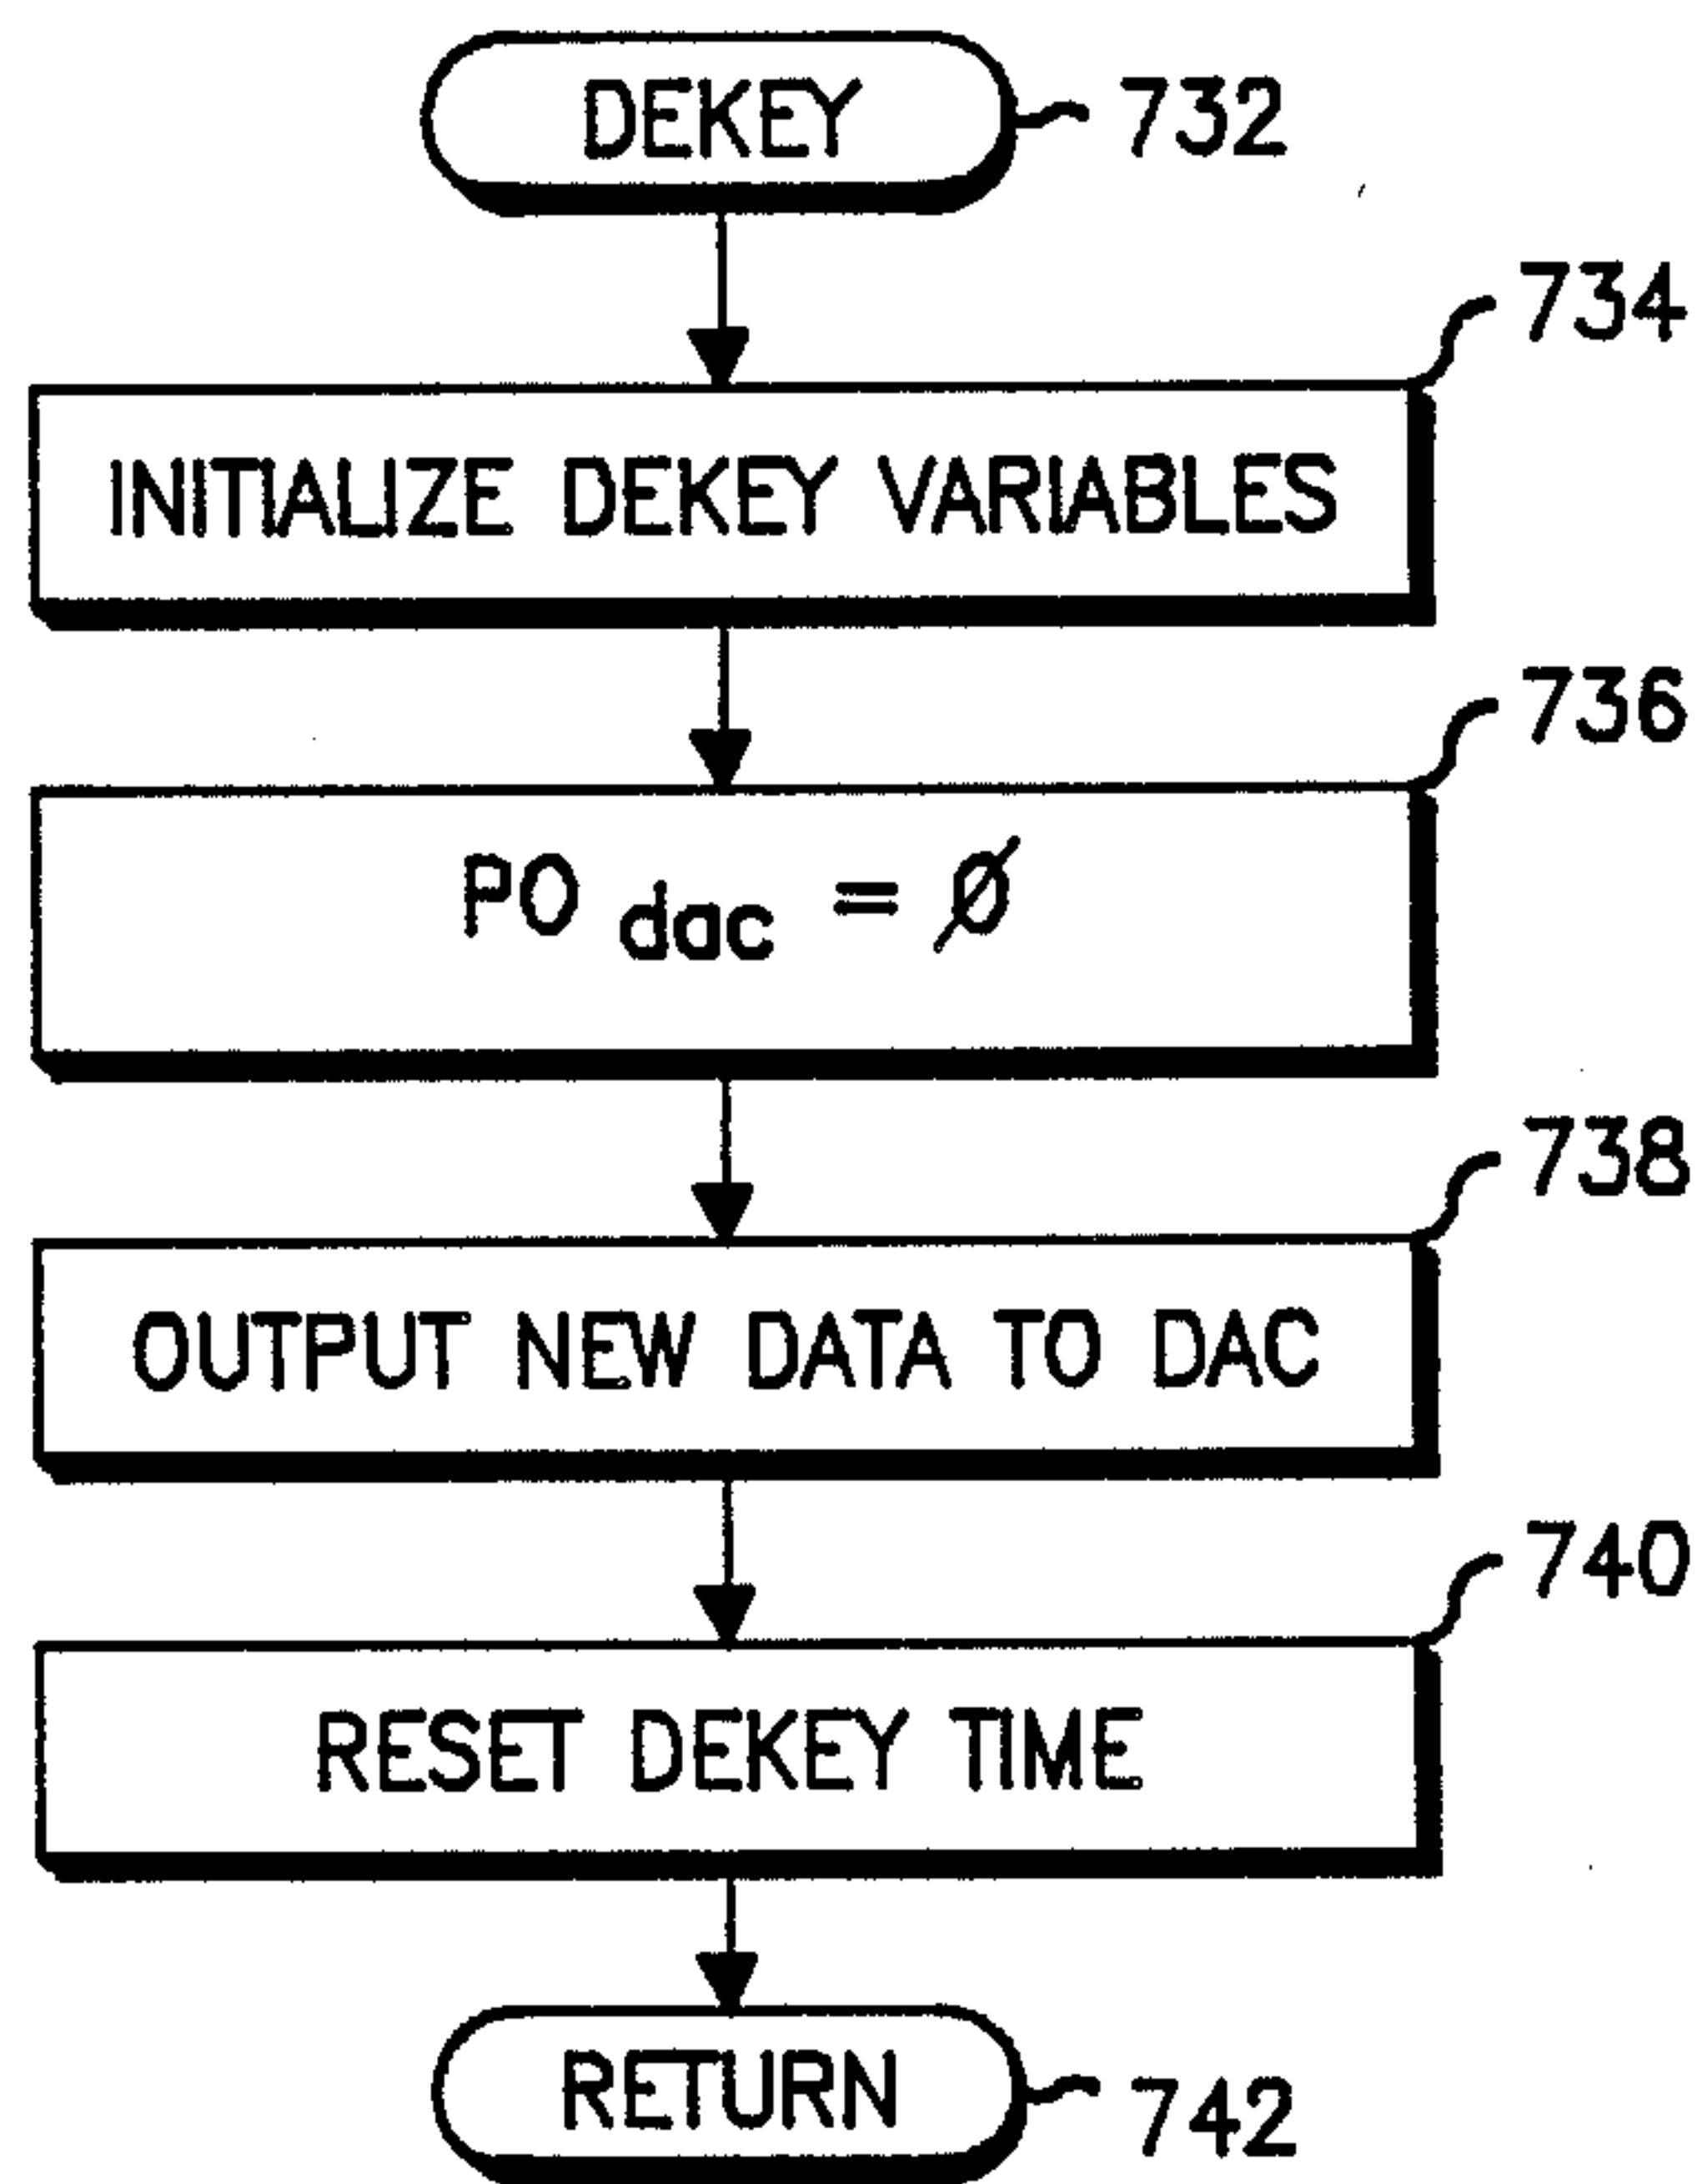 DEKEY 732
734
INITIALIZE DEKEY VARIABLES
736
PO dac = Ø
738
OUTPUT NEW DATA TO DAC
740
RESET DEKEY TIME
RETURN 742